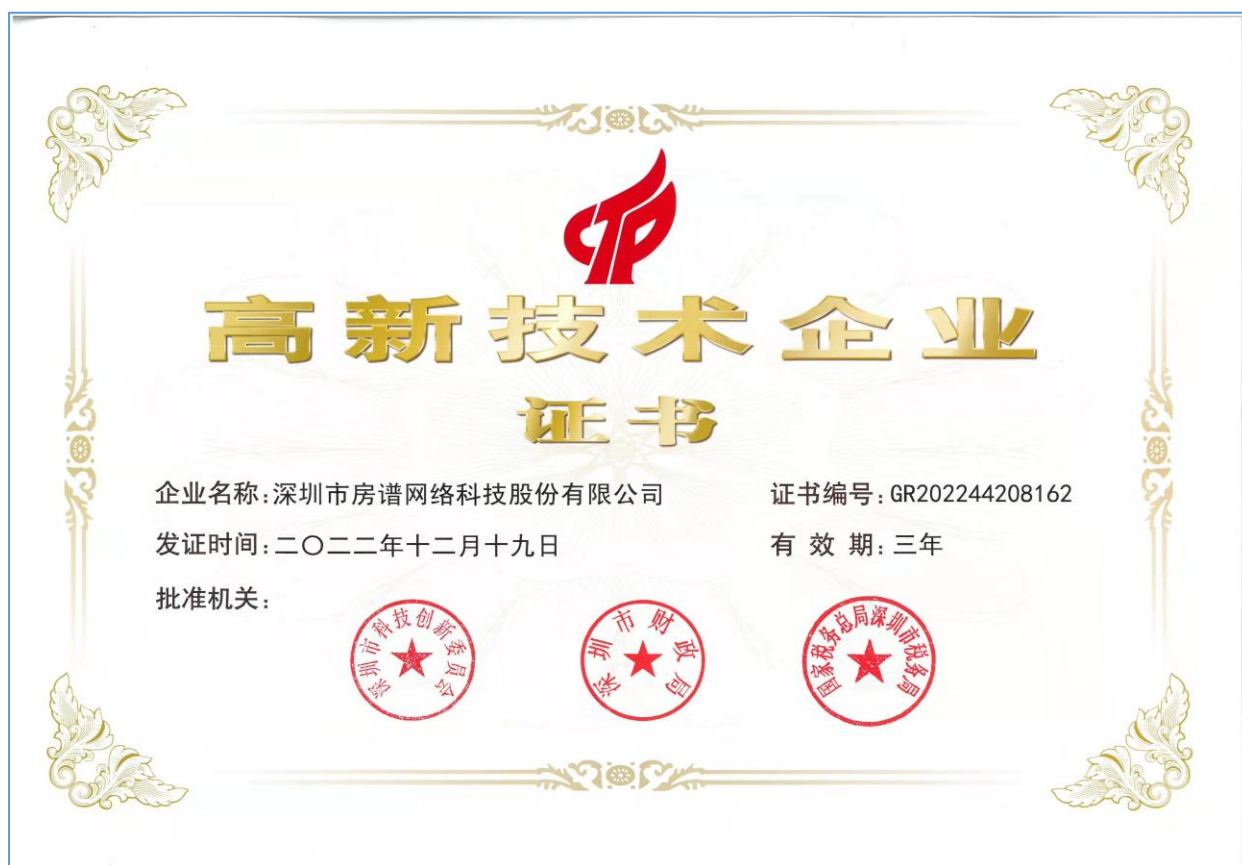 高新技术企业
证书
企业名称:深圳市房谱网络科技股份有限公司
证书编号:GR202244208162
发证时间:二〇二二年十二月十九日
有 效 期:三年
批准机关:
深圳市科技创新委员会
深圳市财政局
国家税务总局深圳市税务局